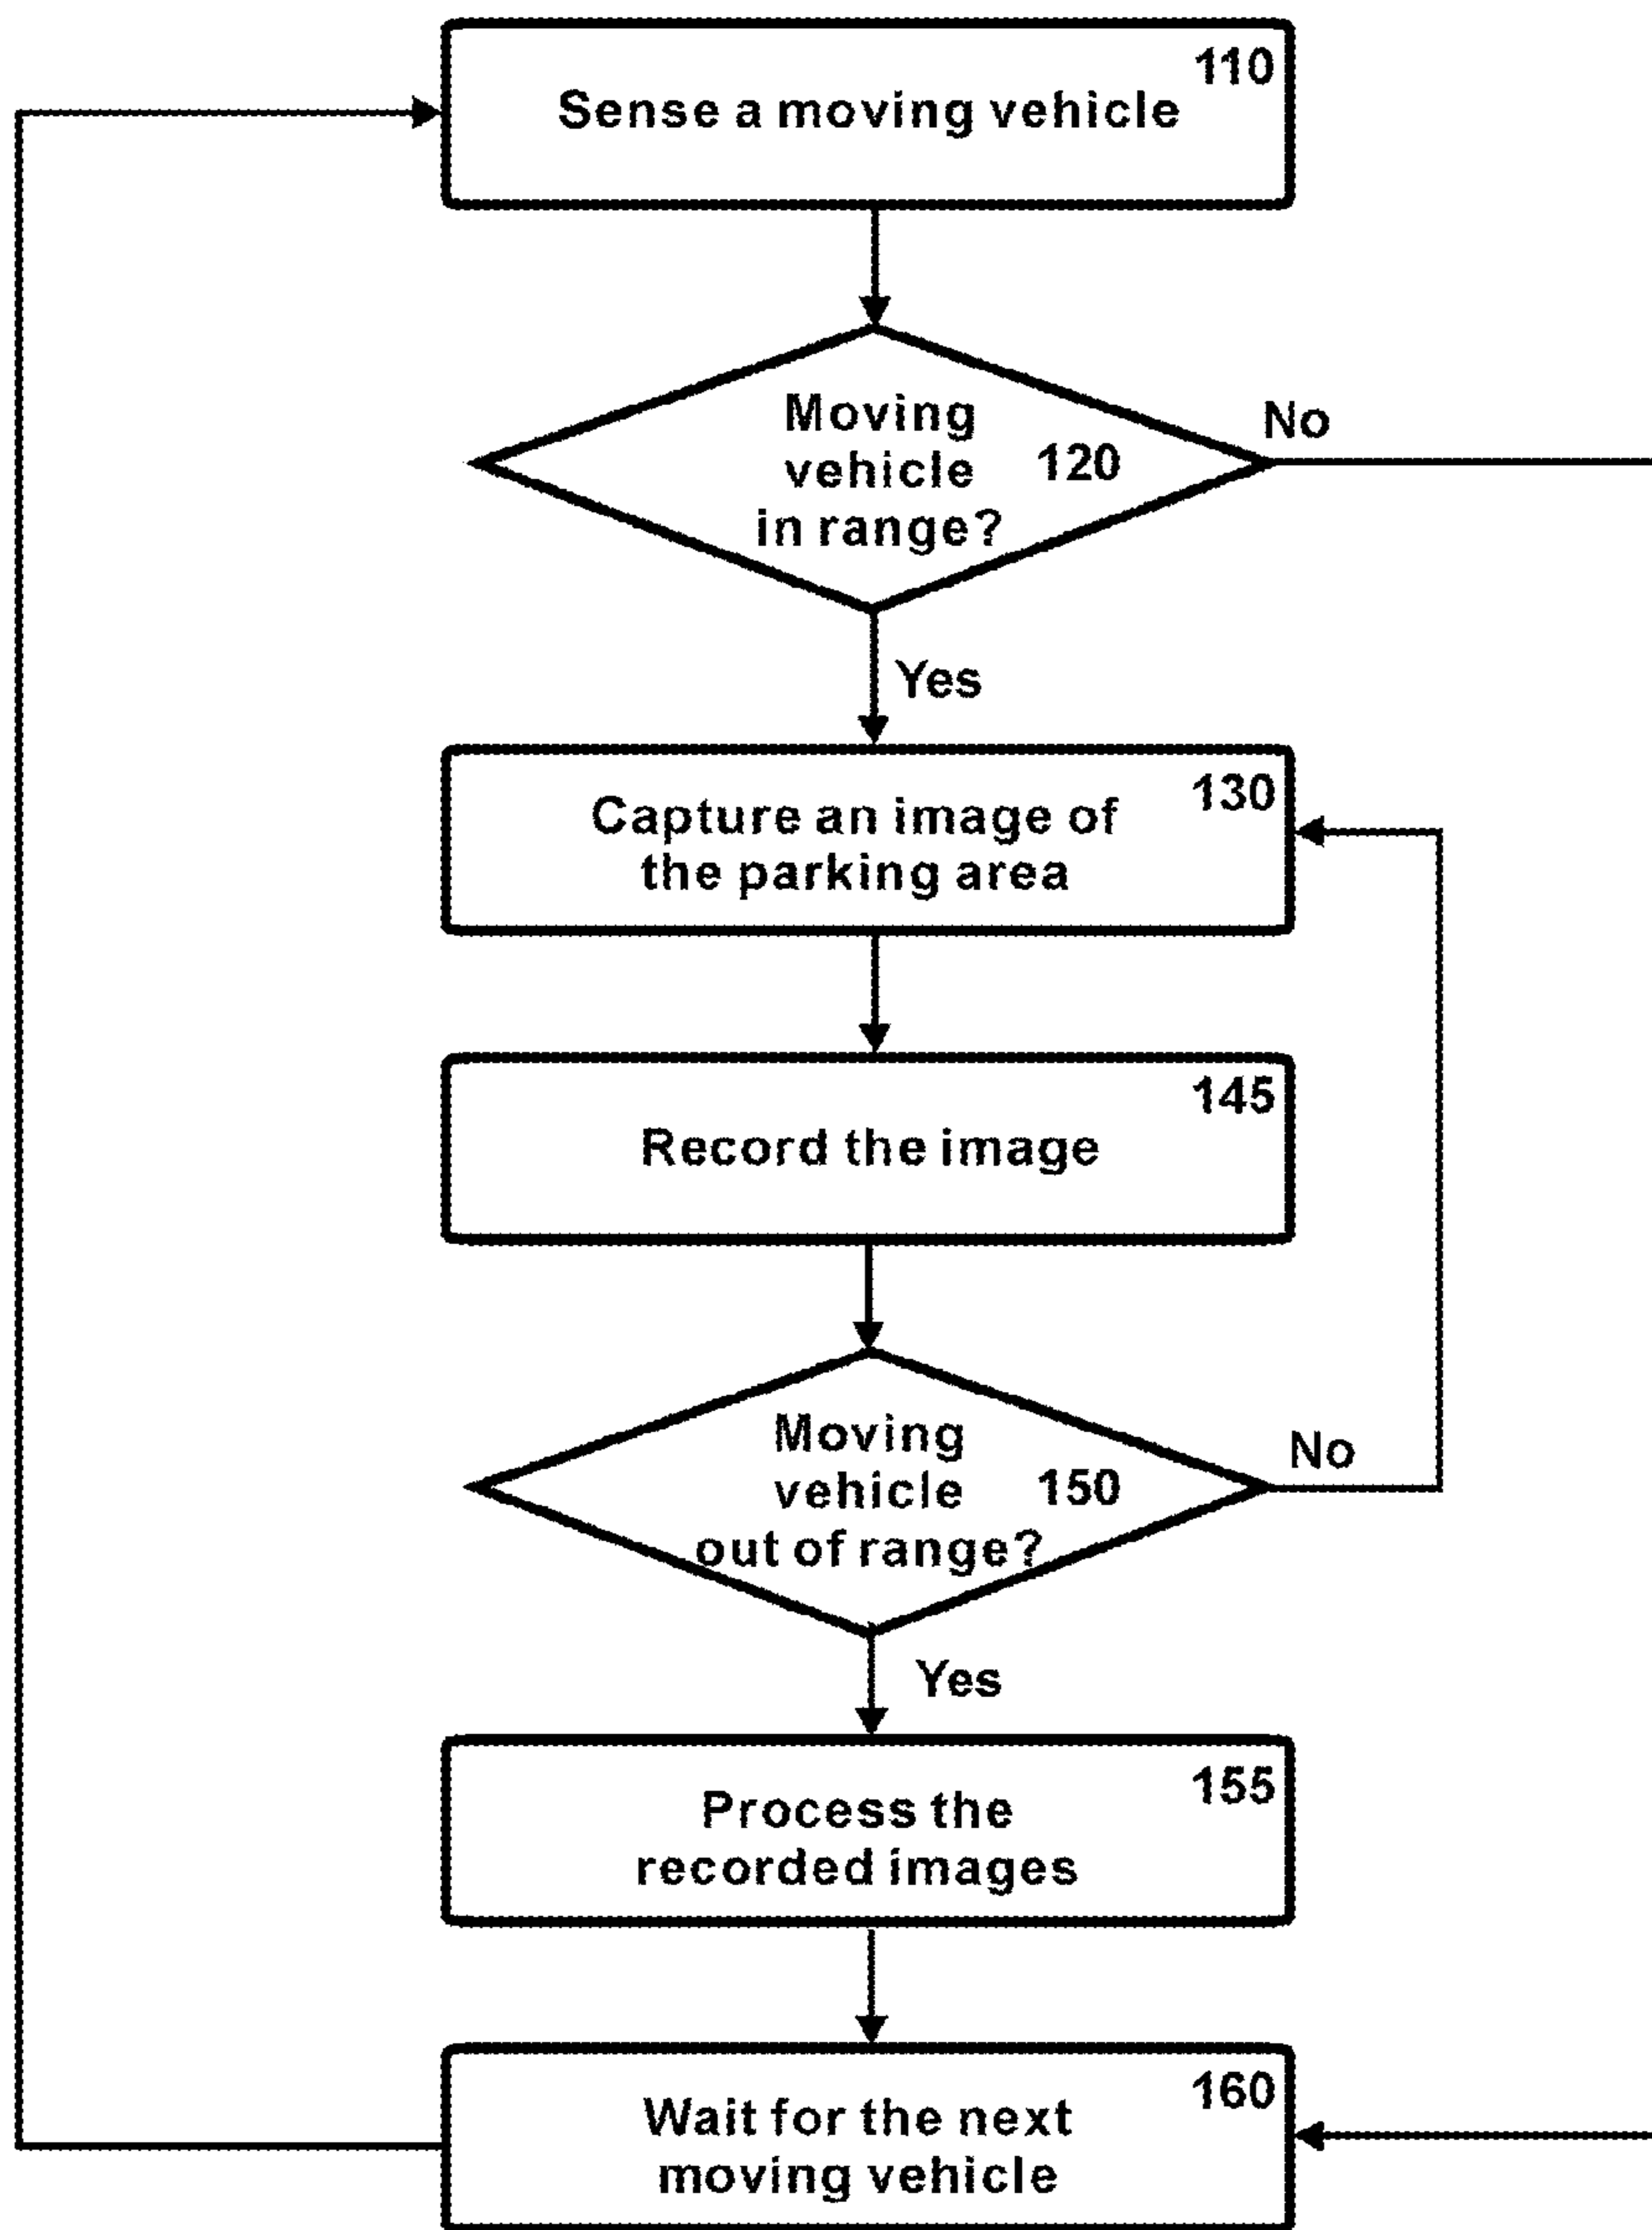 110
Sense a moving vehicle
Moving
vehicle 120
in range?
No
Yes
130
Capture an image of
the parking area
145
Record the image
Moving
vehicle 150
out of range?
No
Yes
155
Process the
recorded images
160
Wait for the next
moving vehicle